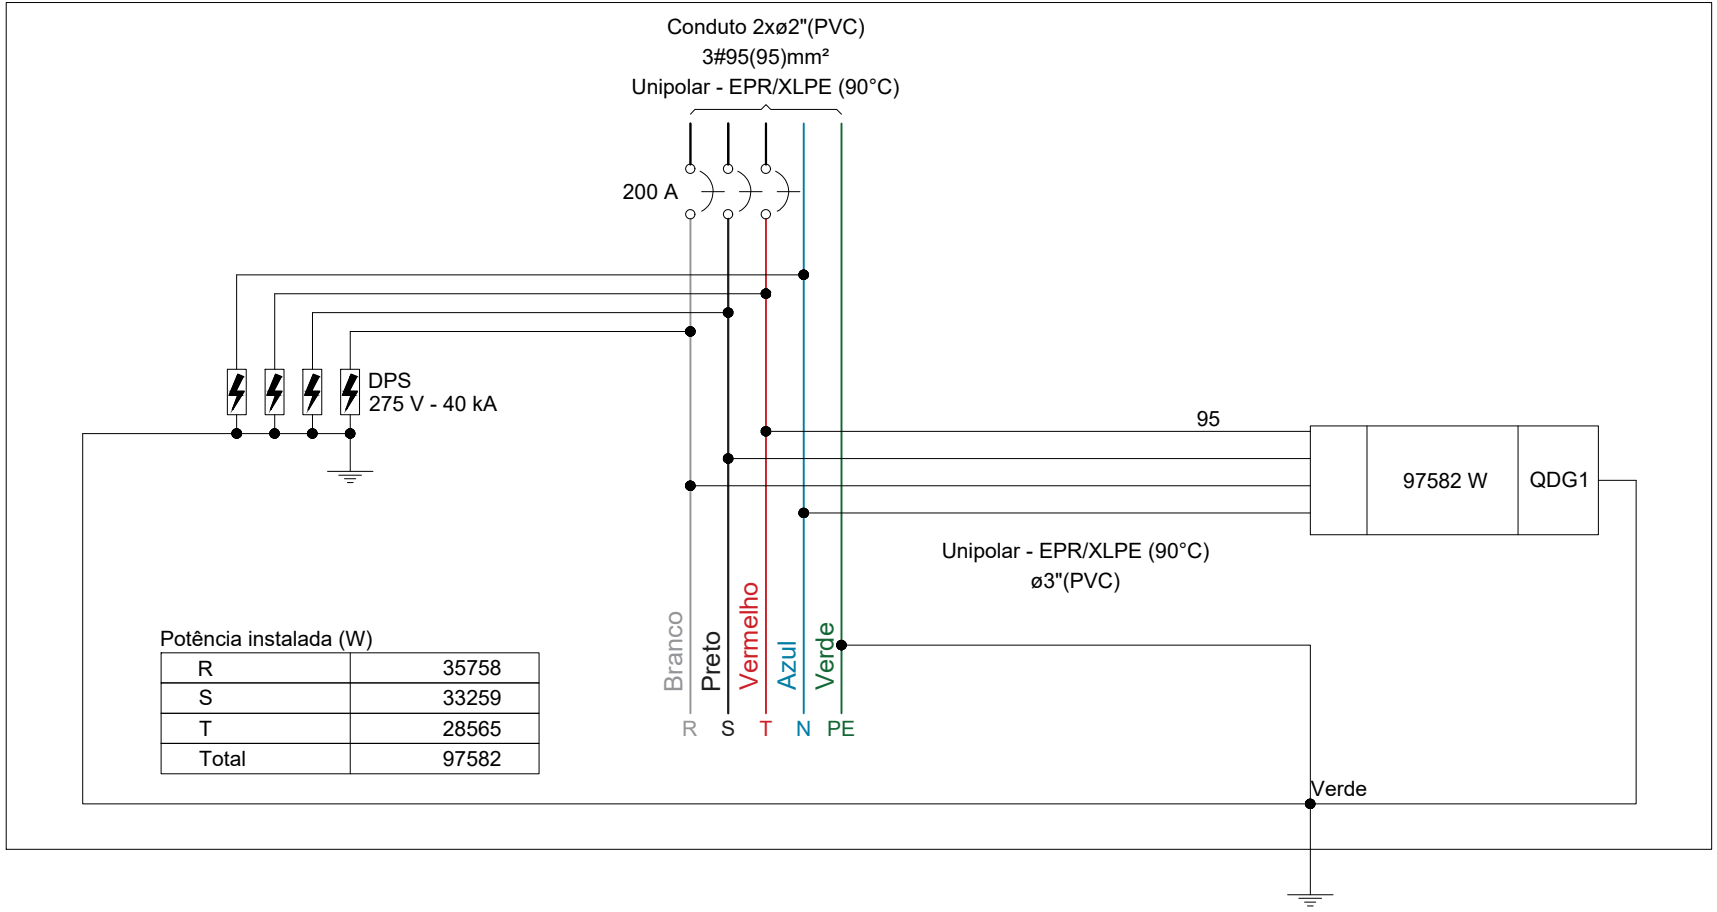 Conduto 2xø2"(PVC)
3#95(95)mm²
Unipolar - EPR/XLPE (90°C)
200 A
DPS
275 V - 40 kA
95
97582 W QDG1
Unipolar - EPR/XLPE (90°C)
ø3"(PVC)
Branco
Preto
Vermelho
Azul
Verde
R S T N PE
Potência instalada (W)
R 35758
S 33259
T 28565
Total 97582
Verde